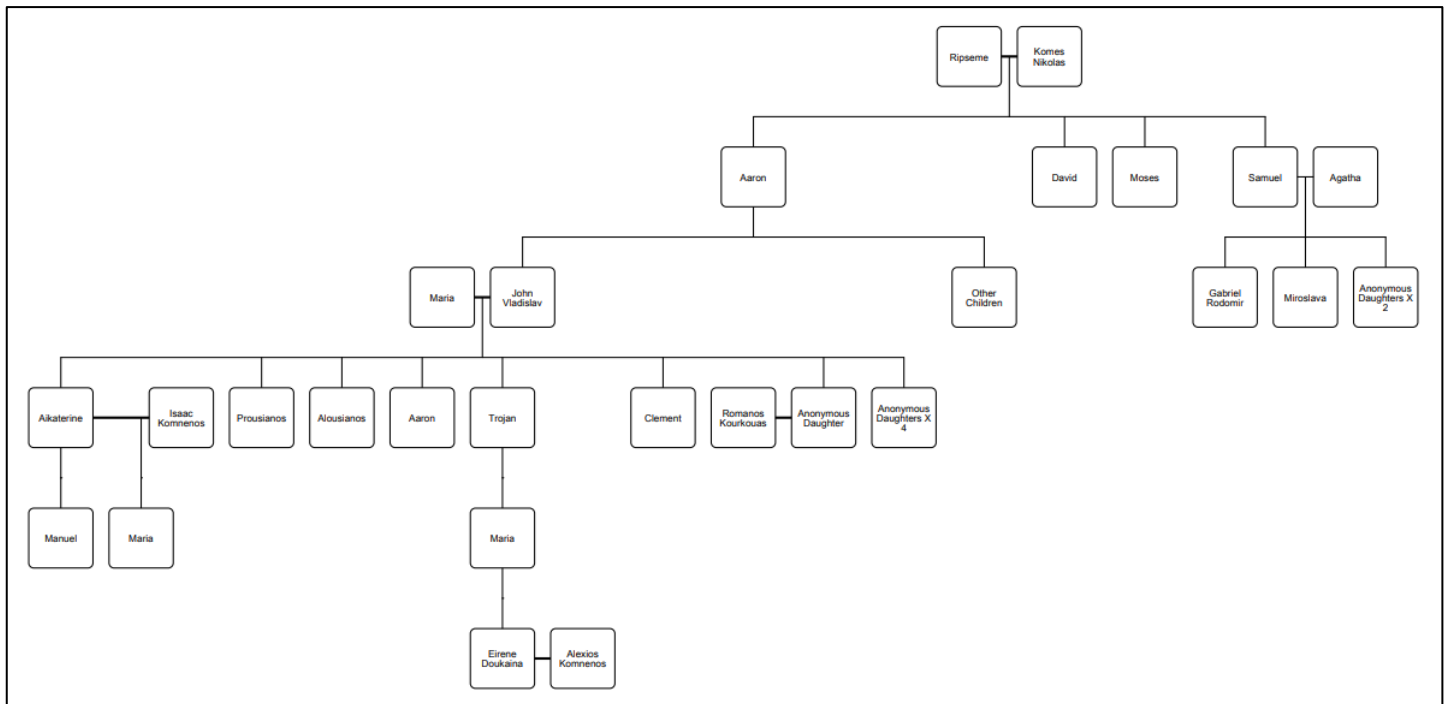 Ripseme
Komes
Nikolas
Aaron
David
Moses
Samuel
Agatha
Maria
John
Vladislav
Other
Children
Gabriel
Rodomir
Miroslava
Anonymous
Daughters X
2
Aikaterine
Isaac
Komnenos
Prousianos
Alousianos
Aaron
Trojan
Clement
Romanos
Kourkouas
Anonymous
Daughter
Anonymous
Daughters X
4
Manuel
Maria
Maria
Eirene
Doukaina
Alexios
Komnenos